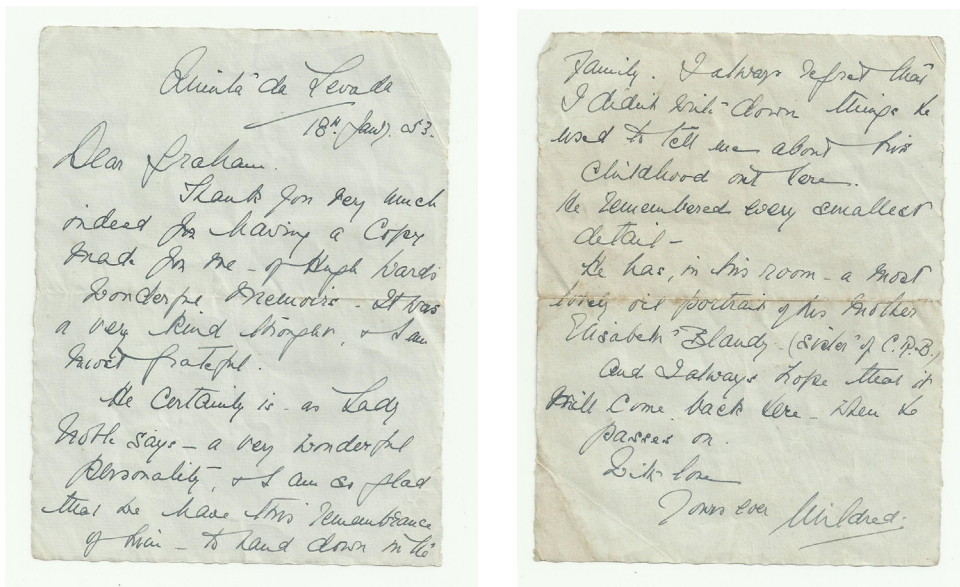 Quinta da Levada
18th Jany. 53.
Dear Graham.
Thank you very much
indeed for having a Copy
made for me - of Hugh Wards
wonderful Memoirs - It was
a very kind thought, & I am
most grateful.
He certainly is - as Lady
says - a very wonderful
personality, & I am so glad
that we have this remembrance
of him - to hand down in the
Family. I always regret that
I didn't write down things he
used to tell me about his
Childhood out here.
He remembered every smallest
detail -
He has, in his room - a most
lovely oil portrait of his Mother
Elisabeth Blandy - (sister of C.R.B.)
And I always hope that it
will come back here - when he
passes on.
With love
Yours ever Mildred.